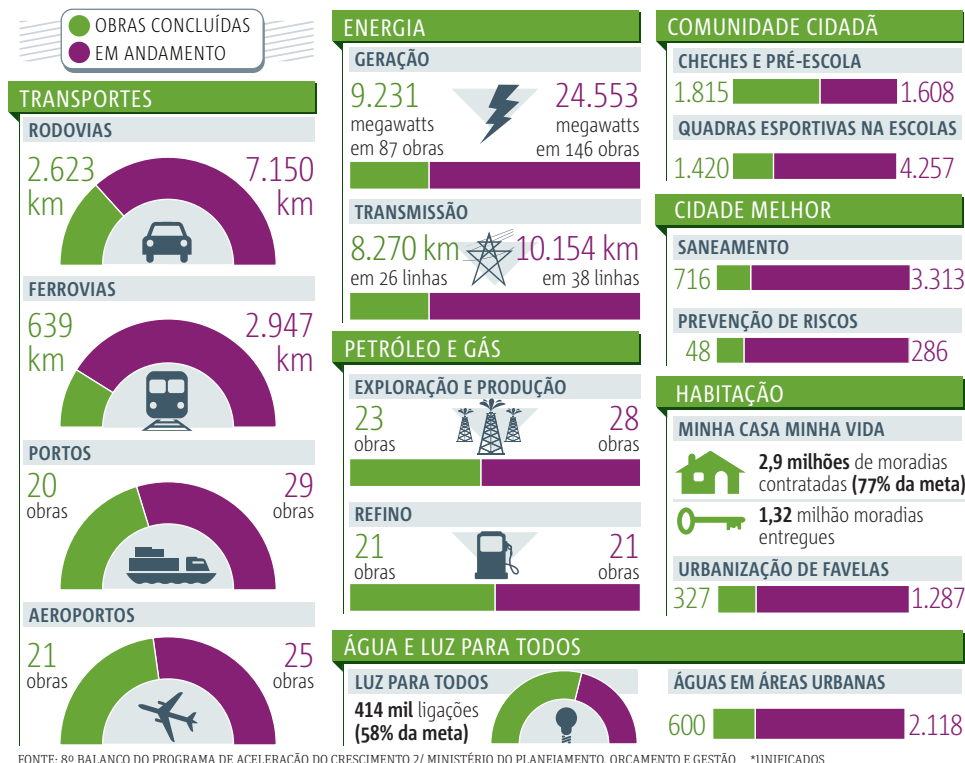 OBRAS CONCLUÍDAS
EM ANDAMENTO
TRANSPORTES
RODOVIAS
2.623
km
7.150
km
FERROVIAS
639
km
2.947
km
PORTOS
20
obras
29
obras
AEROPORTOS
21
obras
25
obras
ENERGIA
GERAÇÃO
9.231
megawatts
em 87 obras
24.553
megawatts
em 146 obras
TRANSMISSÃO
8.270 km
em 26 linhas
10.154 km
em 38 linhas
PETRÓLEO E GÁS
EXPLORAÇÃO E PRODUÇÃO
23
obras
28
obras
REFINO
21
obras
21
obras
COMUNIDADE CIDADÃ
CHECHES E PRÉ-ESCOLA
1.815
1.608
QUADRAS ESPORTIVAS NA ESCOLAS
1.420
4.257
CIDADE MELHOR
SANEAMENTO
716
3.313
PREVENÇÃO DE RISCOS
48
286
HABITAÇÃO
MINHA CASA MINHA VIDA
2,9 milhões de moradias
contratadas (77% da meta)
1,32 milhão moradias
entregues
URBANIZAÇÃO DE FAVELAS
327
1.287
ÁGUA E LUZ PARA TODOS
LUZ PARA TODOS
414 mil ligações
(58% da meta)
ÁGUAS EM ÁREAS URBANAS
600
2.118
FONTE: 8º BALANÇO DO PROGRAMA DE ACELERAÇÃO DO CRESCIMENTO 2/ MINISTÉRIO DO PLANEJAMENTO, ORÇAMENTO E GESTÃO *UNIFICADOS